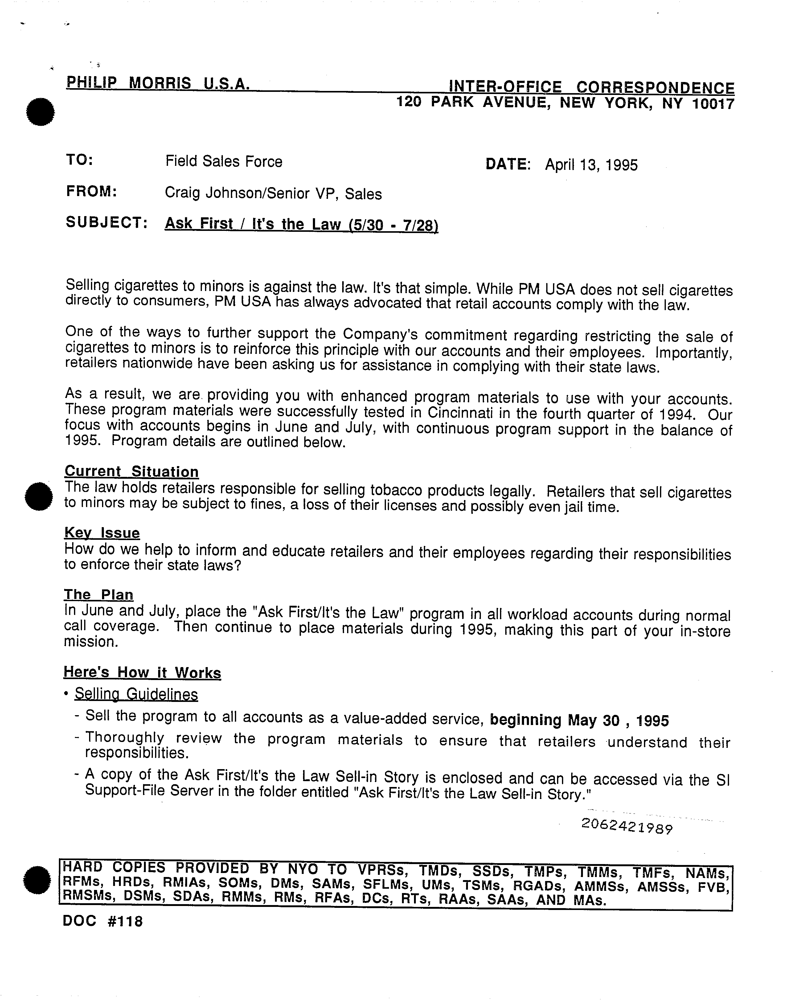 PHILIP MORRIS U.S.A. INTER-OFFICE CORRESPONDENCE
120 PARK AVENUE, NEW YORK, NY 10017
TO: Field Sales Force DATE: April 13, 1995
FROM: Craig Johnson/Senior VP, Sales
SUBJECT: Ask First / It's the Law (5/30 - 7/28)
Selling cigarettes to minors is against the law. It's that simple. While PM USA does not sell cigarettes
directly to consumers, PM USA has always advocated that retail accounts comply with the law.
One of the ways to further support the Company's commitment regarding restricting the sale of
cigarettes to minors is to reinforce this principle with our accounts and their employees. Importantly,
retailers nationwide have been asking us for assistance in complying with their state laws.
As a result, we are providing you with enhanced program materials to use with your accounts.
These program materials were successfully tested in Cincinnati in the fourth quarter of 1994. Our
focus with accounts begins in June and July, with continuous program support in the balance of
1995. Program details are outlined below.
Current Situation
The law holds retailers responsible for selling tobacco products legally. Retailers that sell cigarettes
to minors may be subject to fines, a loss of their licenses and possibly even jail time.
Key Issue
How do we help to inform and educate retailers and their employees regarding their responsibilities
to enforce their state laws?
The Plan
In June and July, place the "Ask First/It's the Law" program in all workload accounts during normal
call coverage. Then continue to place materials during 1995, making this part of your in-store
mission.
Here's How it Works
• Selling Guidelines
- Sell the program to all accounts as a value-added service, beginning May 30 , 1995
- Thoroughly review the program materials to ensure that retailers understand their
responsibilities.
- A copy of the Ask First/It's the Law Sell-in Story is enclosed and can be accessed via the SI
Support-File Server in the folder entitled "Ask First/It's the Law Sell-in Story."
2062421989
HARD COPIES PROVIDED BY NYO TO VPRSs, TMDs, SSDs, TMPs, TMMs, TMFs, NAMs,
RFMs, HRDs, RMIAs, SOMs, DMs, SAMs, SFLMs, UMs, TSMs, RGADs, AMMSs, AMSSs, FVB,
RMSMs, DSMs, SDAs, RMMs, RMs, RFAs, DCs, RTs, RAAs, SAAs, AND MAs.
DOC #118